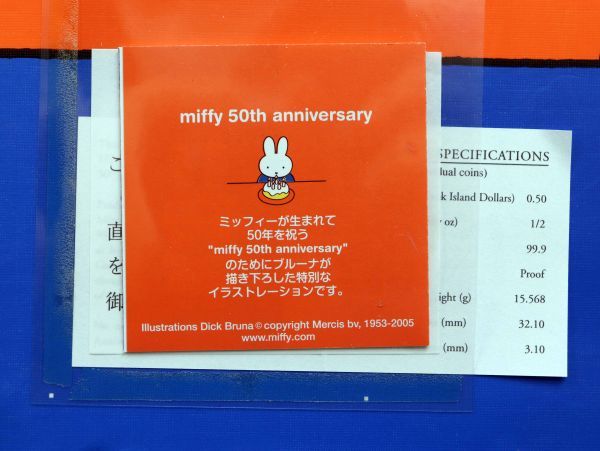 miffy 50th anniversary
ミッフィーが生まれて
50年を祝う
"miffy 50th anniversary"
のためにブルーナが
描き下ろした特別な
イラストレーションです。
Illustrations Dick Bruna © copyright Mercis bv, 1953-2005
www.miffy.com
こ
直
を
御
SPECIFICATIONS
dual coins)
k Island Dollars) 0.50
oz) 1/2
99.9
Proof
ight (g) 15.568
(mm) 32.10
(mm) 3.10